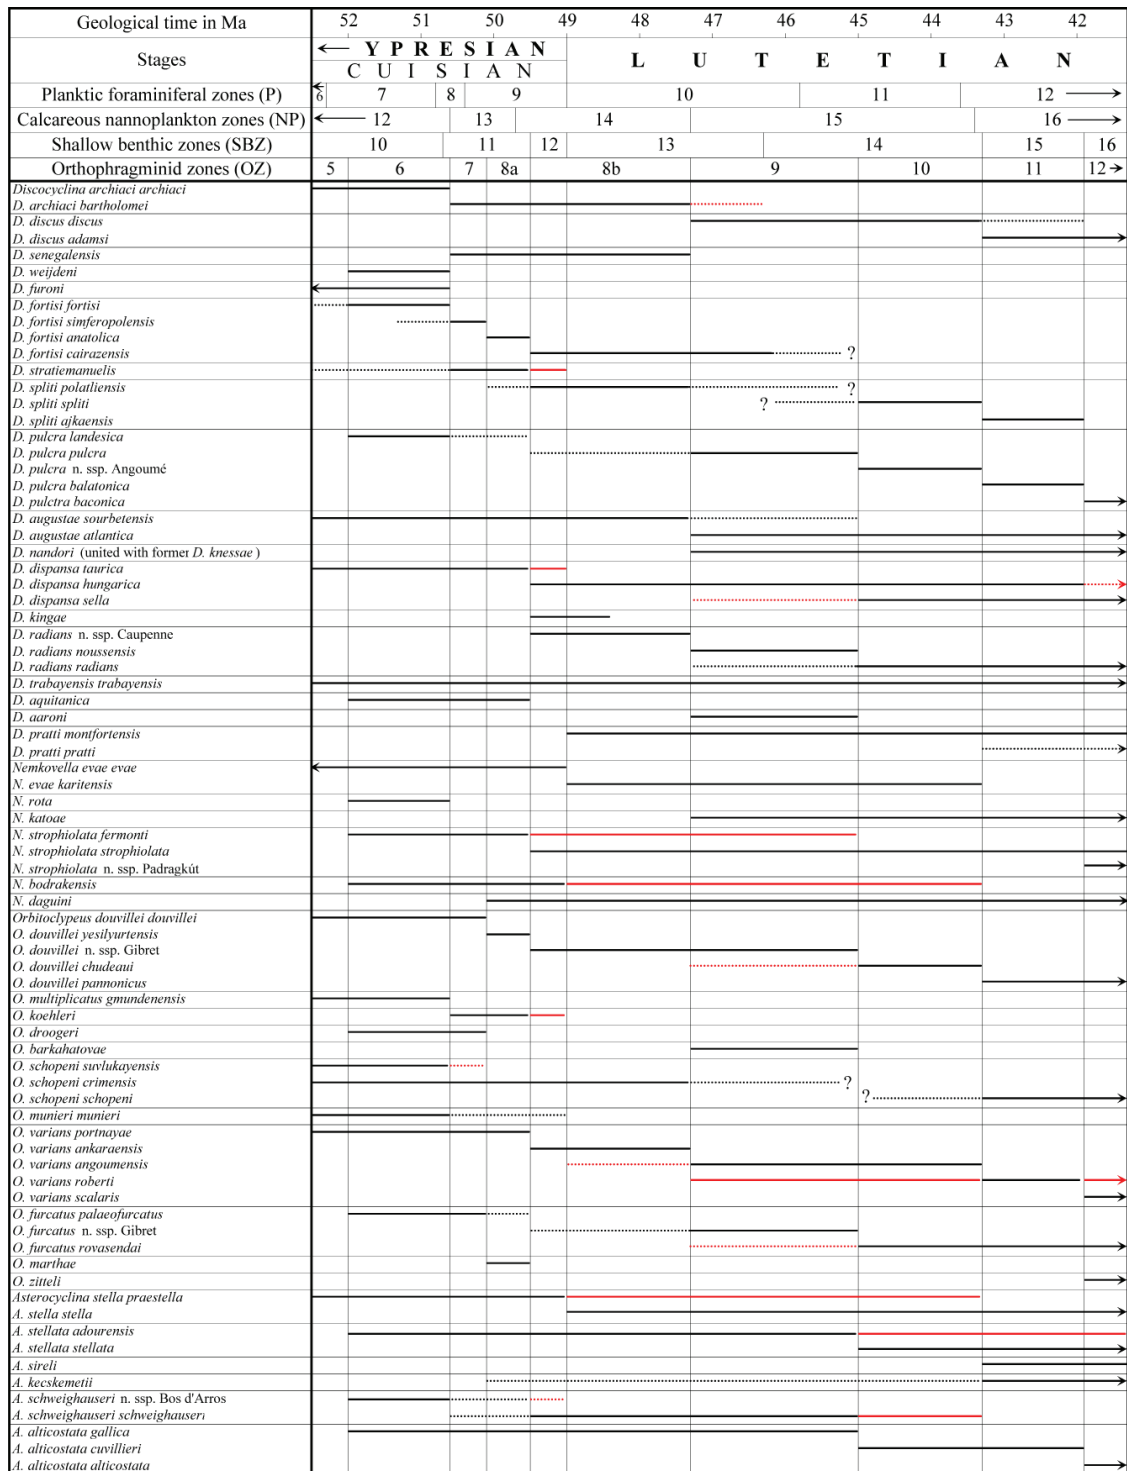 Geological time in Ma 52 51 50 49 48 47 46 45 44 43 42
Stages
Y P R E S I A N
C U I S I A N
L U T E T I A N
Planktic foraminiferal zones (P) 6 7 8 9 10 11 12
Calcareous nannoplankton zones (NP) 12 13 14 15 16
Shallow benthic zones (SBZ) 10 11 12 13 14 15 16
Orthophragminid zones (OZ) 5 6 7 8a 8b 9 10 11 12
Discocyclina archiaci archiaci
D. archiaci bartholomei
D. discus discus
D. discus adamsi
D. senegalensis
D. weijdeni
D. furoni
D. fortisi fortisi
D. fortisi simferopolensis
D. fortisi anatolica
D. fortisi cairazensis ?
D. stratiemanuelis
D. spliti polatliensis ?
D. spliti spliti ?
D. spliti ajkaensis
D. pulcra landesica
D. pulcra pulcra
D. pulcra n. ssp. Angoumé
D. pulcra balatonica
D. pulctra baconica
D. augustae sourbetensis
D. augustae atlantica
D. nandori (united with former D. knessae)
D. dispansa taurica
D. dispansa hungarica
D. dispansa sella
D. kingae
D. radians n. ssp. Caupenne
D. radians noussensis
D. radians radians
D. trabayensis trabayensis
D. aquitanica
D. aaroni
D. pratti montfortensis
D. pratti pratti
Nemkovella evae evae
N. evae karitensis
N. rota
N. katoae
N. strophiolata fermonti
N. strophiolata strophiolata
N. strophiolata n. ssp. Padragkút
N. bodrakensis
N. daguini
Orbitoclypeus douvillei douvillei
O. douvillei yesilyurtensis
O. douvillei n. ssp. Gibret
O. douvillei chudeaui
O. douvillei pannonicus
O. multiplicatus gmundenensis
O. koehleri
O. droogeri
O. barkahatovae
O. schopeni suvlukayensis
O. schopeni crimensis ?
O. schopeni schopeni ?
O. munieri munieri
O. varians portnayae
O. varians ankaraensis
O. varians angoumensis
O. varians roberti
O. varians scalaris
O. furcatus palaeofurcatus
O. furcatus n. ssp. Gibret
O. furcatus rovasendai
O. marthae
O. zitteli
Asterocyclina stella praestella
A. stella stella
A. stellata adourensis
A. stellata stellata
A. sireli
A. kecskemetii
A. schweighauseri n. ssp. Bos d'Arros
A. schweighauseri schweighauseri
A. alticostata gallica
A. alticostata cuvillieri
A. alticostata alticostata